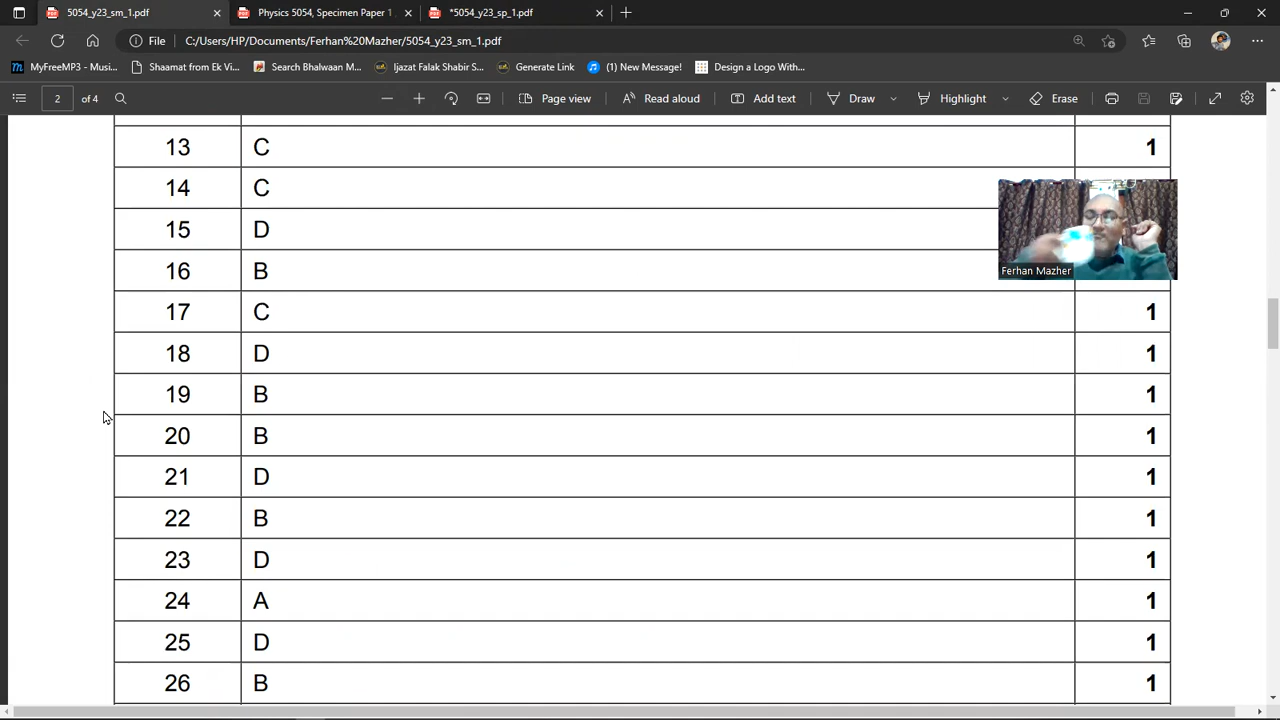 5054_y23_sm_1.pdf
Physics 5054, Specimen Paper 1
*5054_y23_sp_1.pdf
File C:/Users/HP/Documents/Ferhan%20Mazher/5054_y23_sm_1.pdf
MyFreeMP3 - Musi... Shaamat from Ek Vi... Search Bhalwaan M... Ijazat Falak Shabir S... Generate Link (1) New Message! Design a Logo With...
2 of 4 Page view Read aloud Add text Draw Highlight Erase
13 C 1
14 C
15 D
16 B
Ferhan Mazher
17 C 1
18 D 1
19 B 1
20 B 1
21 D 1
22 B 1
23 D 1
24 A 1
25 D 1
26 B 1